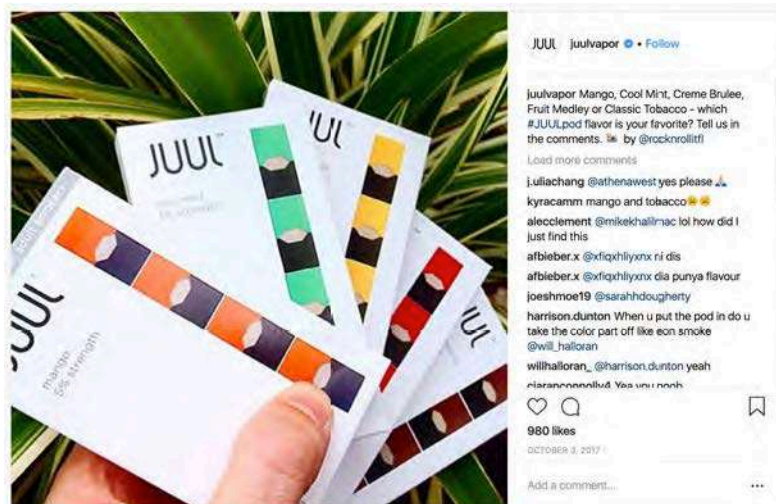 JUUL
JUUL
JUUL
mango
5% strength
JUUL juulvapor • Follow
juulvapor Mango, Cool Mint, Creme Brulee,
Fruit Medley or Classic Tobacco - which
#JUULpod flavor is your favorite? Tell us in
the comments. by @rocknrollitfl
Load more comments
j.uliachang @athenawest yes please
kyracamm mango and tobacco
alecclement @mikekhalilmac lol how did I
just find this
afbieber.x @xfiqxhliyxnx ni dis
afbieber.x @xfiqxhliyxnx dia punya flavour
joeshmoe19 @sarahhdougherty
harrison.dunton When u put the pod in do u
take the color part off like eon smoke
@will_halloran
willhalloran_ @harrison.dunton yeah
ciaranconnolly4 Yea you noob
980 likes
OCTOBER 3, 2017
Add a comment...